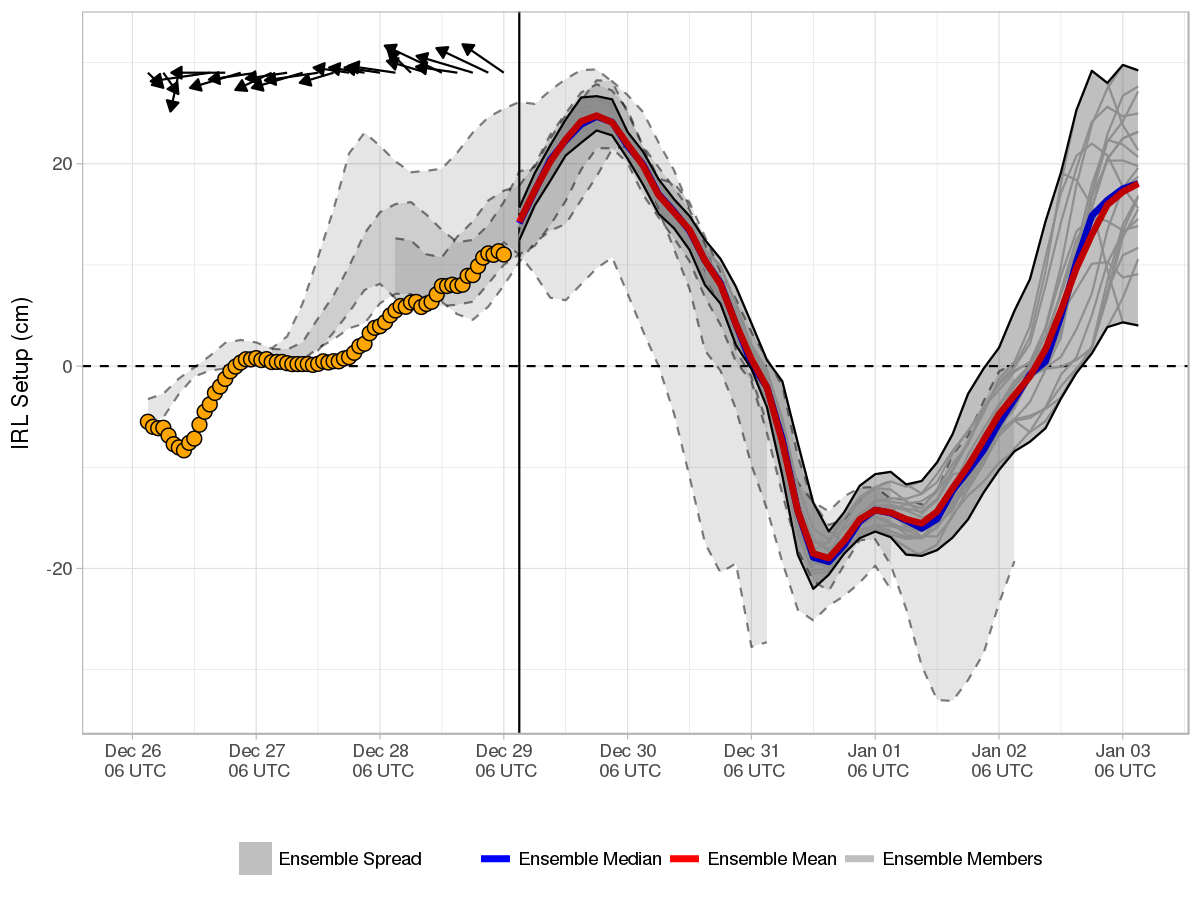 IRL Setup (cm)
20
0
-20
Dec 26 Dec 27 Dec 28 Dec 29 Dec 30 Dec 31 Jan 01 Jan 02 Jan 03
06 UTC 06 UTC 06 UTC 06 UTC 06 UTC 06 UTC 06 UTC 06 UTC 06 UTC
Ensemble Spread Ensemble Median Ensemble Mean Ensemble Members